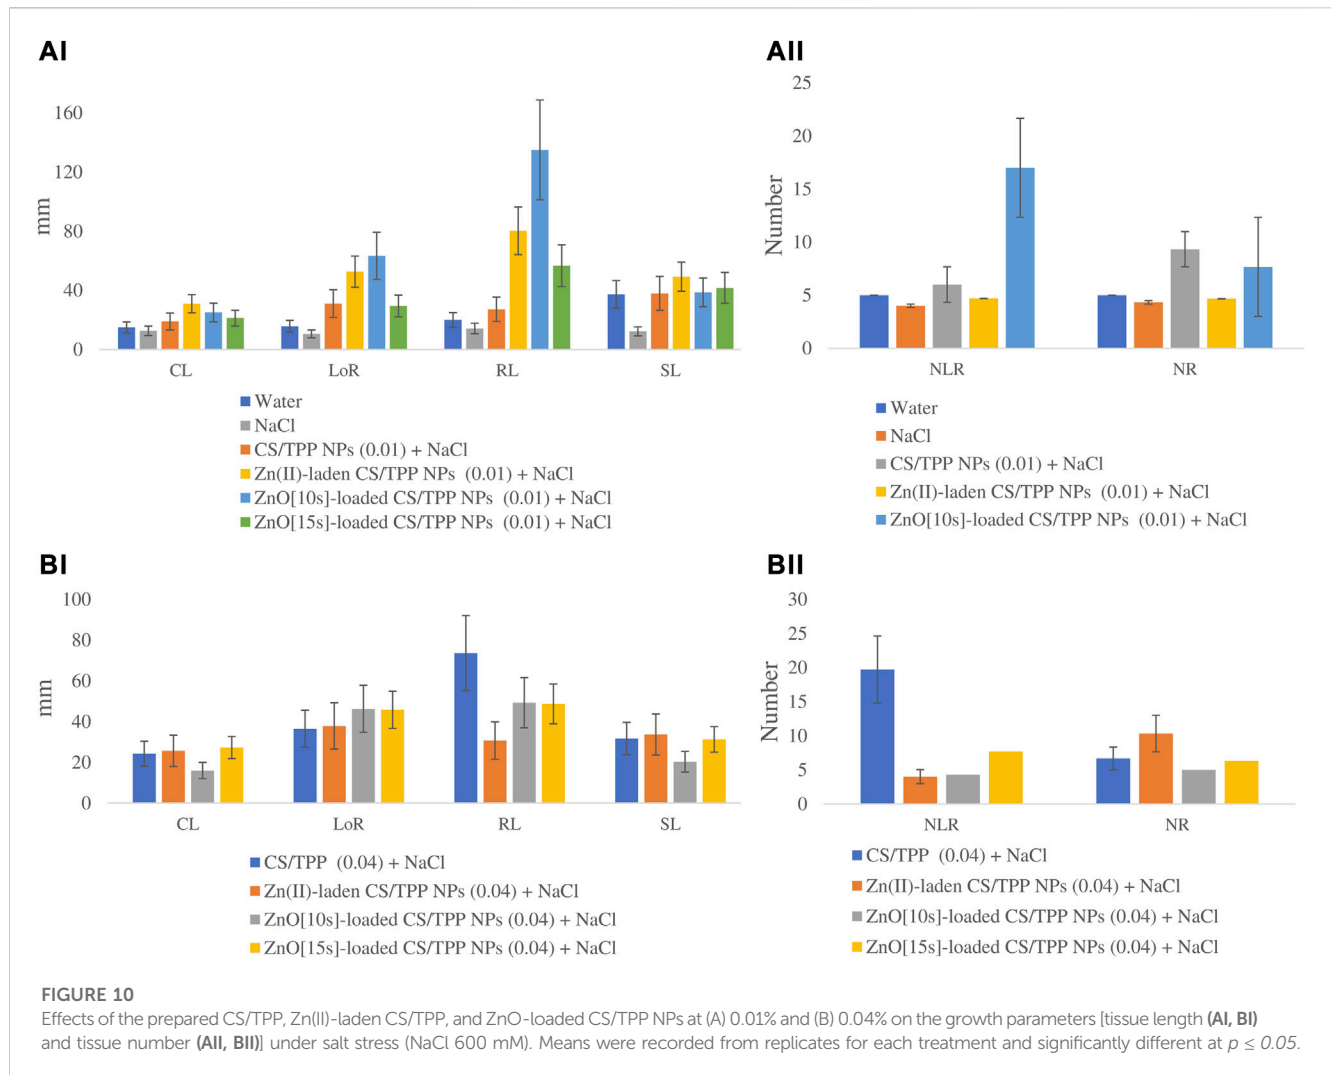 AI
160
120
80
40
0
mm
CL LoR RL SL
Water
NaCl
CS/TPP NPs (0.01) + NaCl
Zn(II)-laden CS/TPP NPs (0.01) + NaCl
ZnO[10s]-loaded CS/TPP NPs (0.01) + NaCl
ZnO[15s]-loaded CS/TPP NPs (0.01) + NaCl
AII
25
20
15
10
5
0
Number
NLR NR
Water
NaCl
CS/TPP NPs (0.01) + NaCl
Zn(II)-laden CS/TPP NPs (0.01) + NaCl
ZnO[10s]-loaded CS/TPP NPs (0.01) + NaCl
BI
100
80
60
40
20
0
mm
CL LoR RL SL
CS/TPP (0.04) + NaCl
Zn(II)-laden CS/TPP NPs (0.04) + NaCl
ZnO[10s]-loaded CS/TPP NPs (0.04) + NaCl
ZnO[15s]-loaded CS/TPP NPs (0.04) + NaCl
BII
30
25
20
15
10
5
0
Number
NLR NR
CS/TPP (0.04) + NaCl
Zn(II)-laden CS/TPP NPs (0.04) + NaCl
ZnO[10s]-loaded CS/TPP NPs (0.04) + NaCl
ZnO[15s]-loaded CS/TPP NPs (0.04) + NaCl
FIGURE 10
Effects of the prepared CS/TPP, Zn(II)-laden CS/TPP, and ZnO-loaded CS/TPP NPs at (A) 0.01% and (B) 0.04% on the growth parameters [tissue length (AI, BI)
and tissue number (AII, BII)] under salt stress (NaCl 600 mM). Means were recorded from replicates for each treatment and significantly different at p ≤ 0.05.